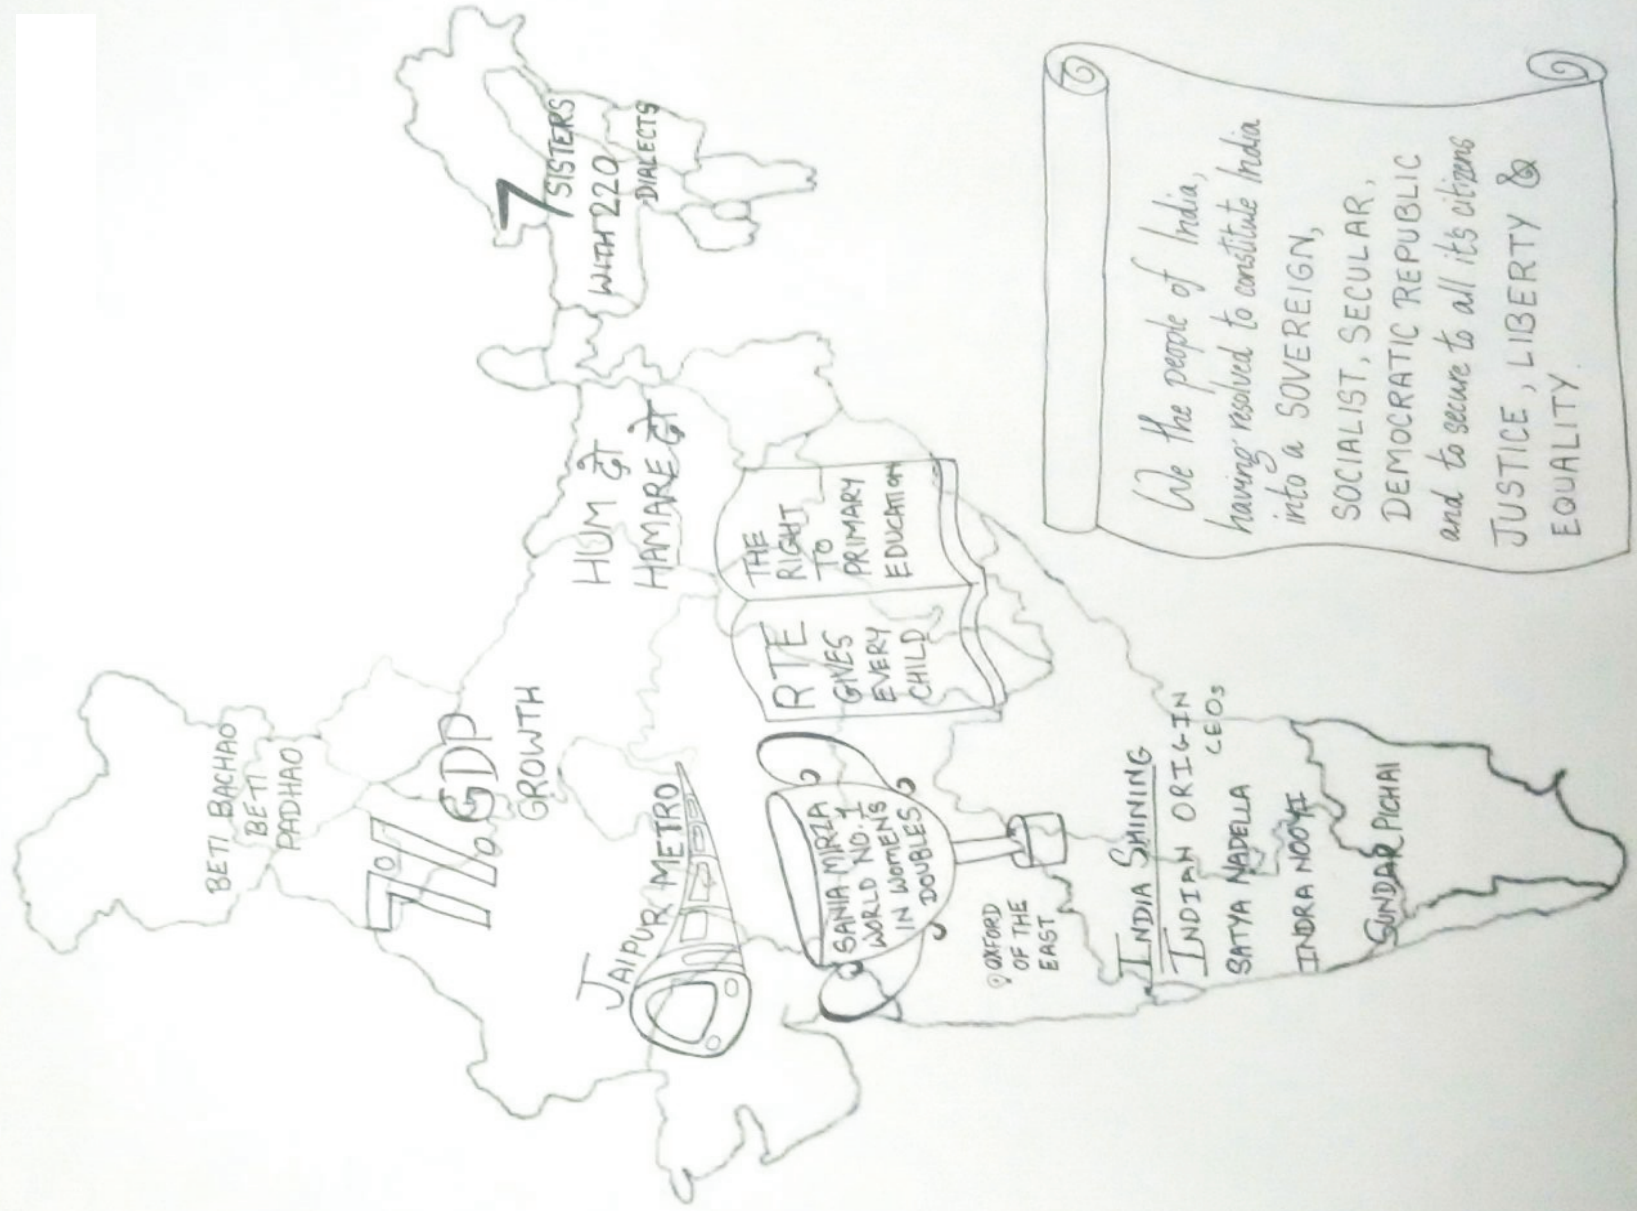 BETI BACHAO
BETI
PADHAO
7%
GDP
GROWTH
JAIPUR METRO
HUM दो
HAMARE दो
7
SISTERS
WITH 220
DIALECTS
RTE
GIVES
EVERY
CHILD
THE
RIGHT
TO
PRIMARY
EDUCATION
SANIA MIRZA
WORLD NO. 1
IN WOMEN'S
DOUBLES
OXFORD
OF THE
EAST
INDIA SHINING
INDIAN ORIGIN
CEOs
SATYA NADELLA
INDRA NOOYI
SUNDAR PICHAI
We the people of India,
having resolved to constitute India
into a SOVEREIGN,
SOCIALIST, SECULAR,
DEMOCRATIC REPUBLIC
and to secure to all it's citizens
JUSTICE, LIBERTY &
EQUALITY.